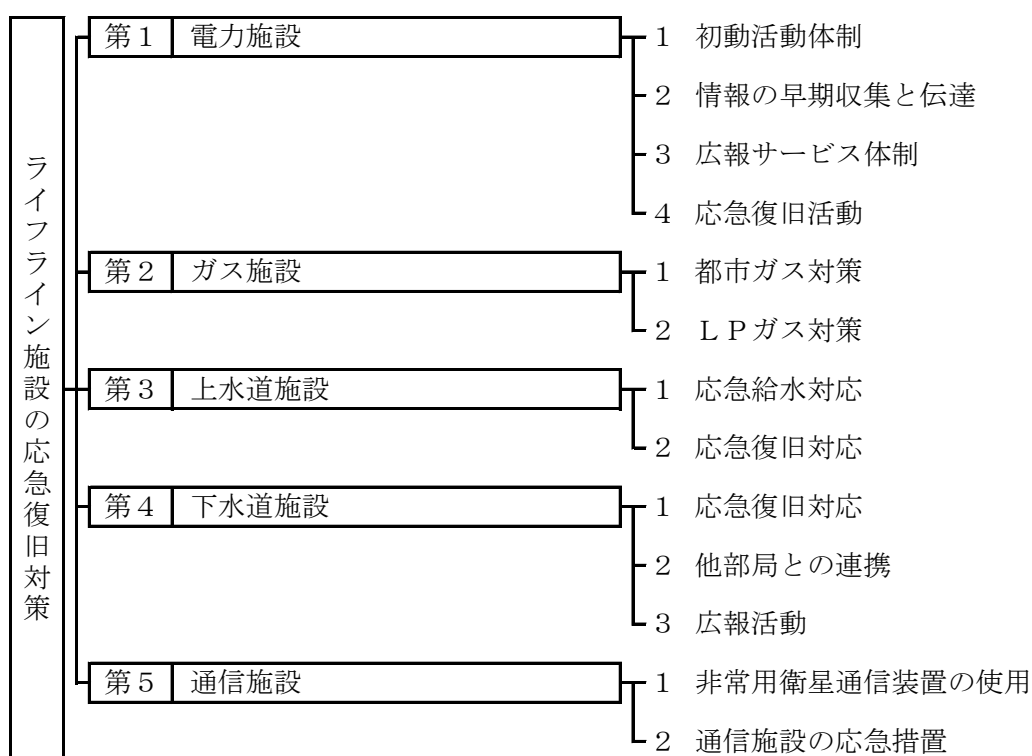 ライフライン施設の応急復旧対策
第１ 電力施設
１ 初動活動体制
２ 情報の早期収集と伝達
３ 広報サービス体制
４ 応急復旧活動
第２ ガス施設
１ 都市ガス対策
２ ＬＰガス対策
第３ 上水道施設
１ 応急給水対応
２ 応急復旧対応
第４ 下水道施設
１ 応急復旧対応
２ 他部局との連携
３ 広報活動
第５ 通信施設
１ 非常用衛星通信装置の使用
２ 通信施設の応急措置